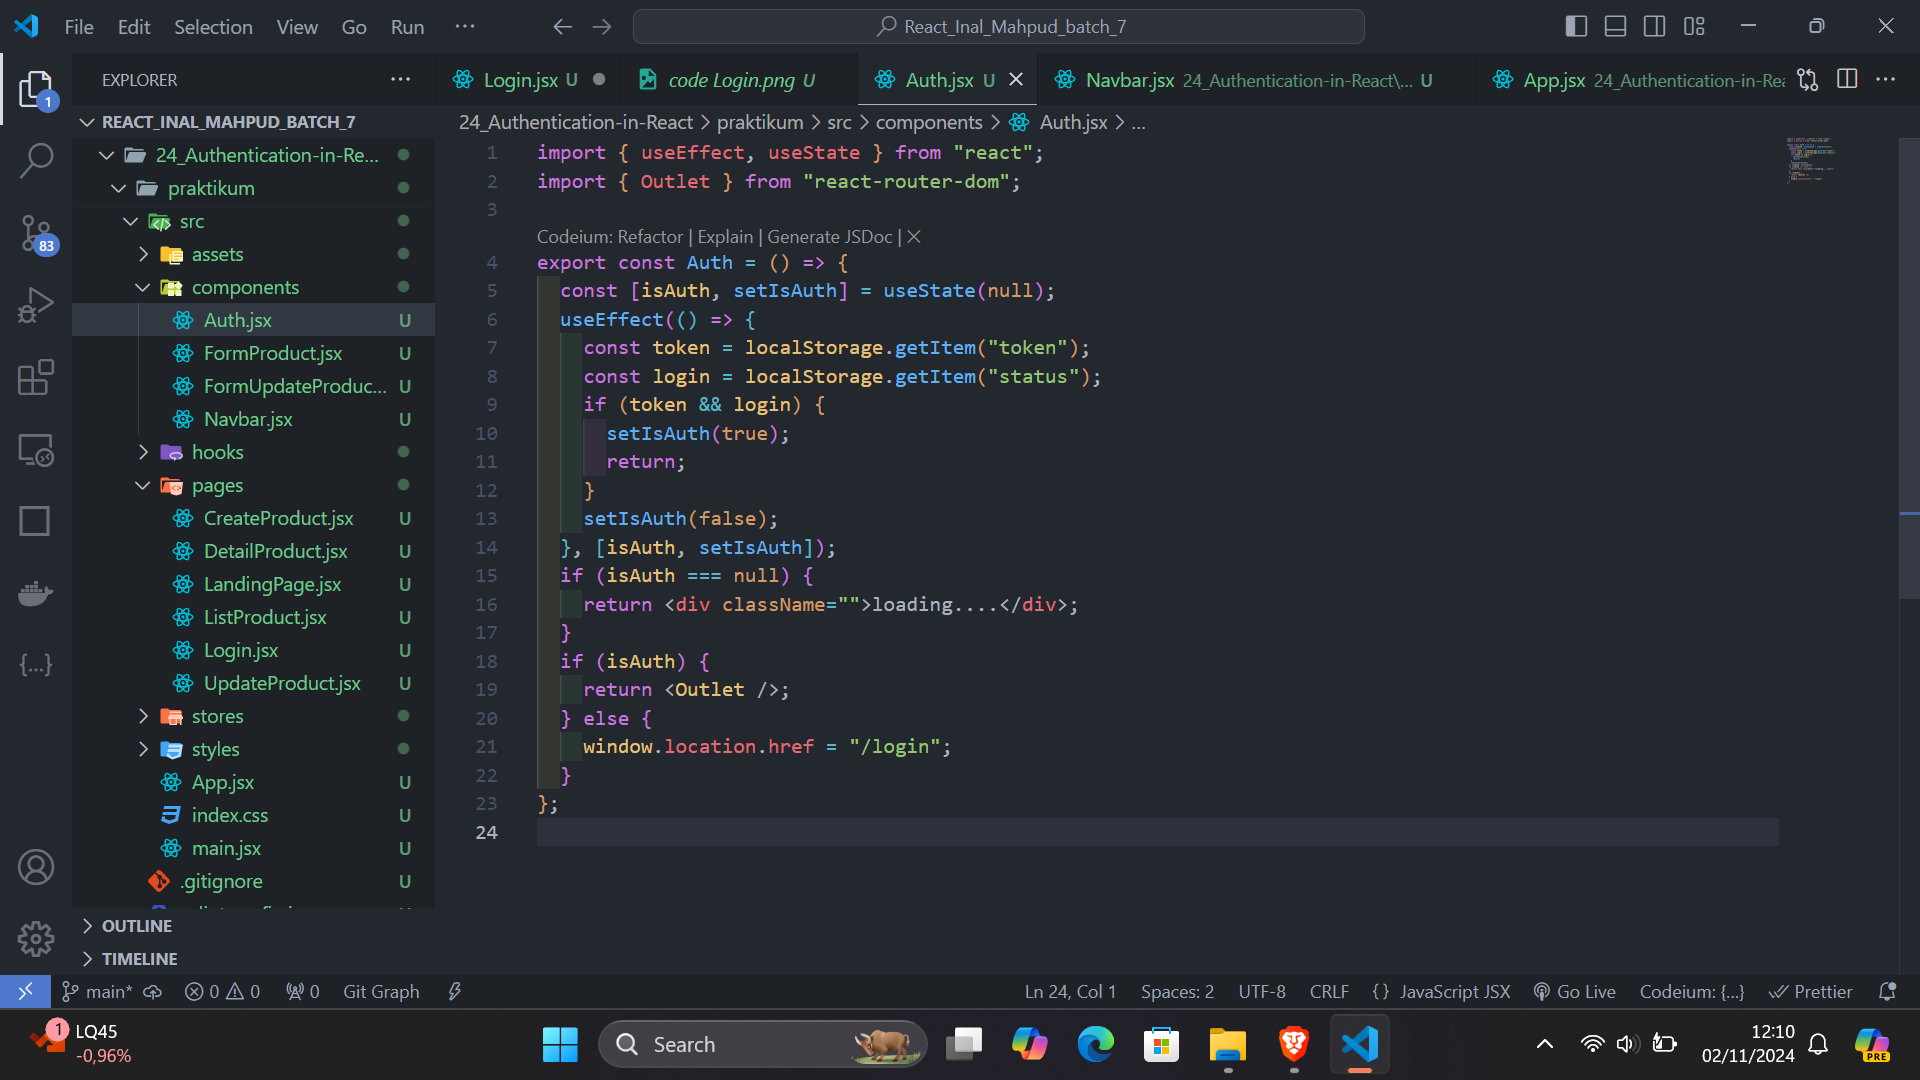 File Edit Selection View Go Run ···
React_Inal_Mahpud_batch_7
EXPLORER ···
Login.jsx U
code Login.png U
Auth.jsx U
Navbar.jsx 24_Authentication-in-React\... U
App.jsx 24_Authentication-in-Rea
REACT_INAL_MAHPUD_BATCH_7
24_Authentication-in-Re...
praktikum
src
assets
components
Auth.jsx U
FormProduct.jsx U
FormUpdateProduc... U
Navbar.jsx U
hooks
pages
CreateProduct.jsx U
DetailProduct.jsx U
LandingPage.jsx U
ListProduct.jsx U
Login.jsx U
UpdateProduct.jsx U
stores
styles
App.jsx U
index.css U
main.jsx U
.gitignore U
OUTLINE
TIMELINE
1
83
24_Authentication-in-React > praktikum > src > components > Auth.jsx > ...
1 import { useEffect, useState } from "react";
2 import { Outlet } from "react-router-dom";
3
Codeium: Refactor | Explain | Generate JSDoc | ×
4 export const Auth = () => {
5 const [isAuth, setIsAuth] = useState(null);
6 useEffect(() => {
7 const token = localStorage.getItem("token");
8 const login = localStorage.getItem("status");
9 if (token && login) {
10 setIsAuth(true);
11 return;
12 }
13 setIsAuth(false);
14 }, [isAuth, setIsAuth]);
15 if (isAuth === null) {
16 return <div className="">loading....</div>;
17 }
18 if (isAuth) {
19 return <Outlet />;
20 } else {
21 window.location.href = "/login";
22 }
23 };
24
main* 0 0 0 Git Graph
Ln 24, Col 1 Spaces: 2 UTF-8 CRLF { } JavaScript JSX Go Live Codeium: {...} Prettier
1 LQ45
-0,96%
Search
12:10
02/11/2024
PRE